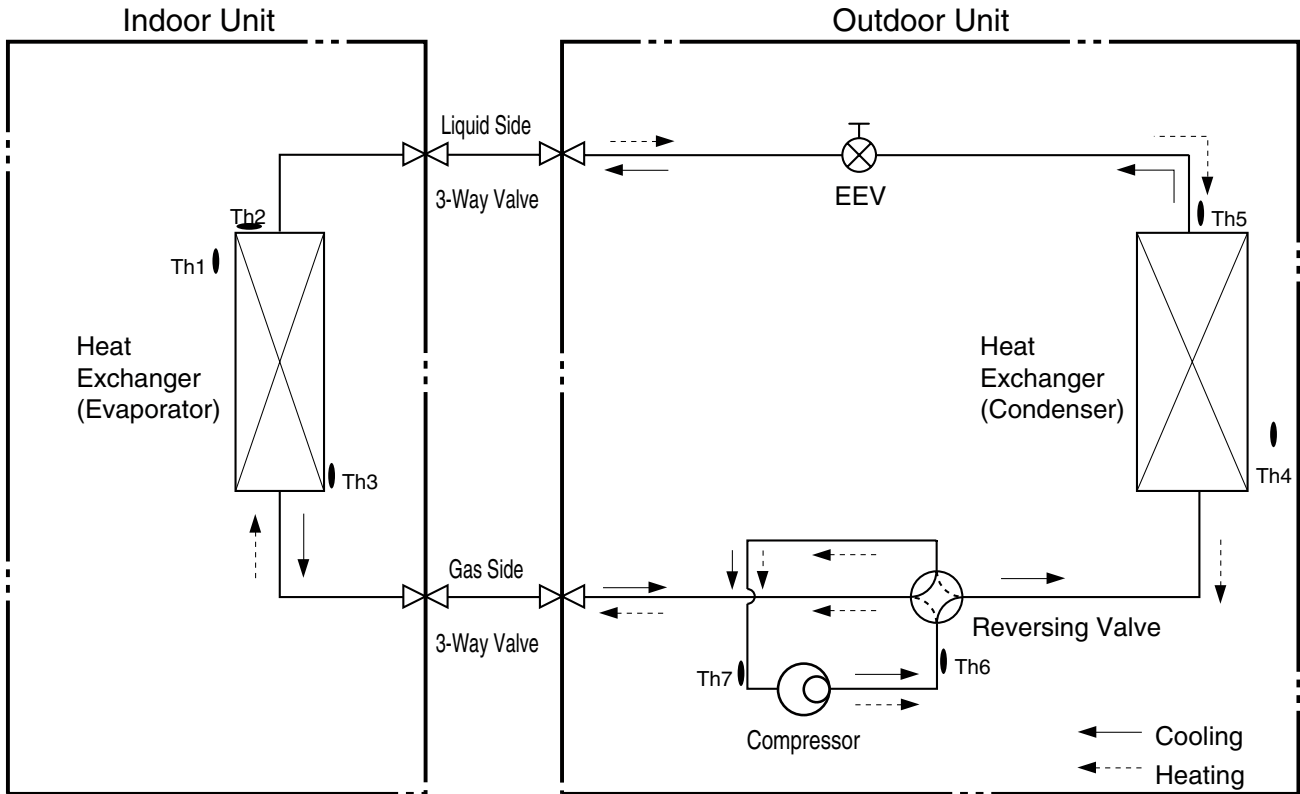 Indoor Unit
Outdoor Unit
Liquid Side
3-Way Valve
EEV
Th2
Th1
Th5
Heat
Exchanger
(Evaporator)
Heat
Exchanger
(Condenser)
Th3
Th4
Gas Side
3-Way Valve
Reversing Valve
Th7
Th6
Compressor
Cooling
Heating